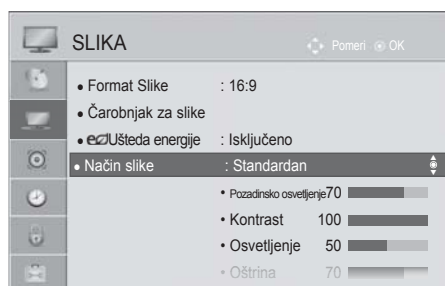 SLIKA Pomeri OK
• Format Slike : 16:9
• Čarobnjak za slike
• eco Ušteda energije : Isključeno
• Način slike : Standardan
• Pozadinsko osvetljenje 70
• Kontrast 100
• Osvetljenje 50
• Oštrina 70